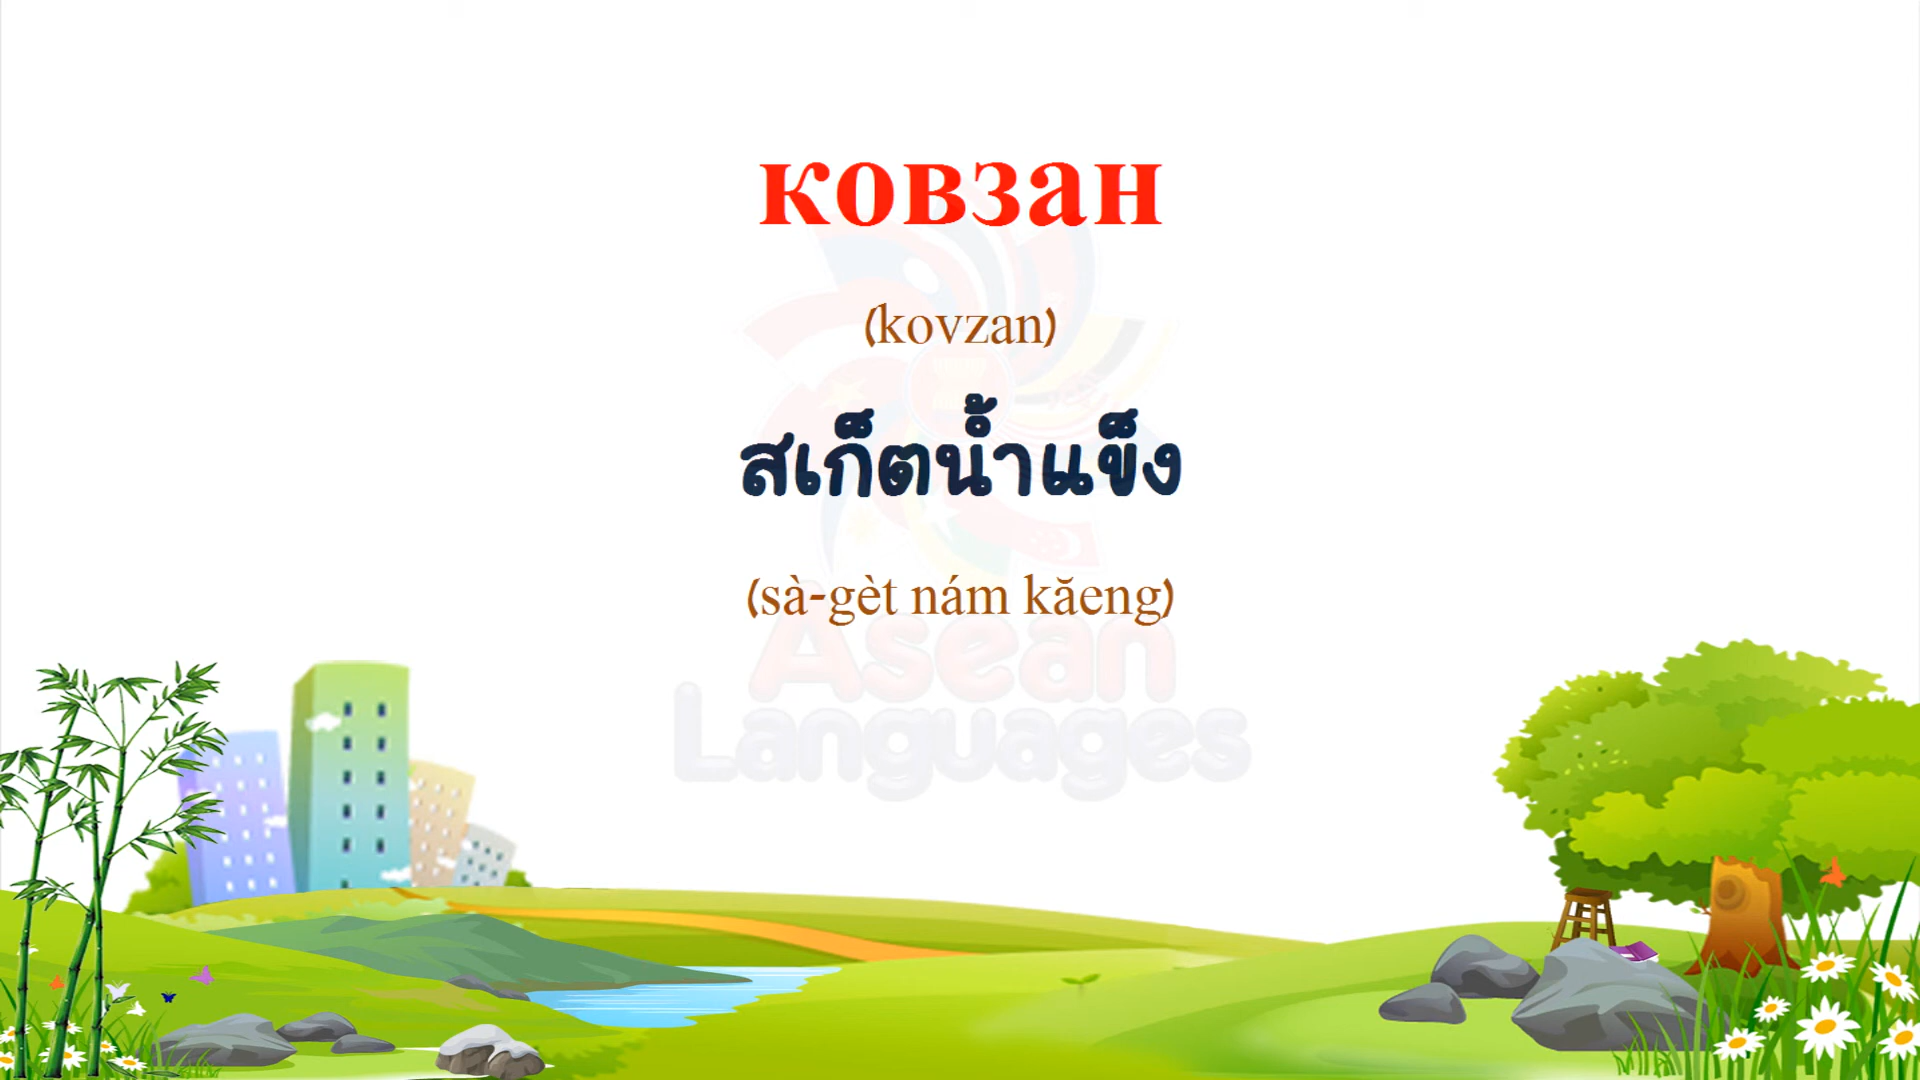 ковзан
(kovzan)
สเก็ตน้ำแข็ง
(sà-gèt nám kăeng)
Asean
Languages